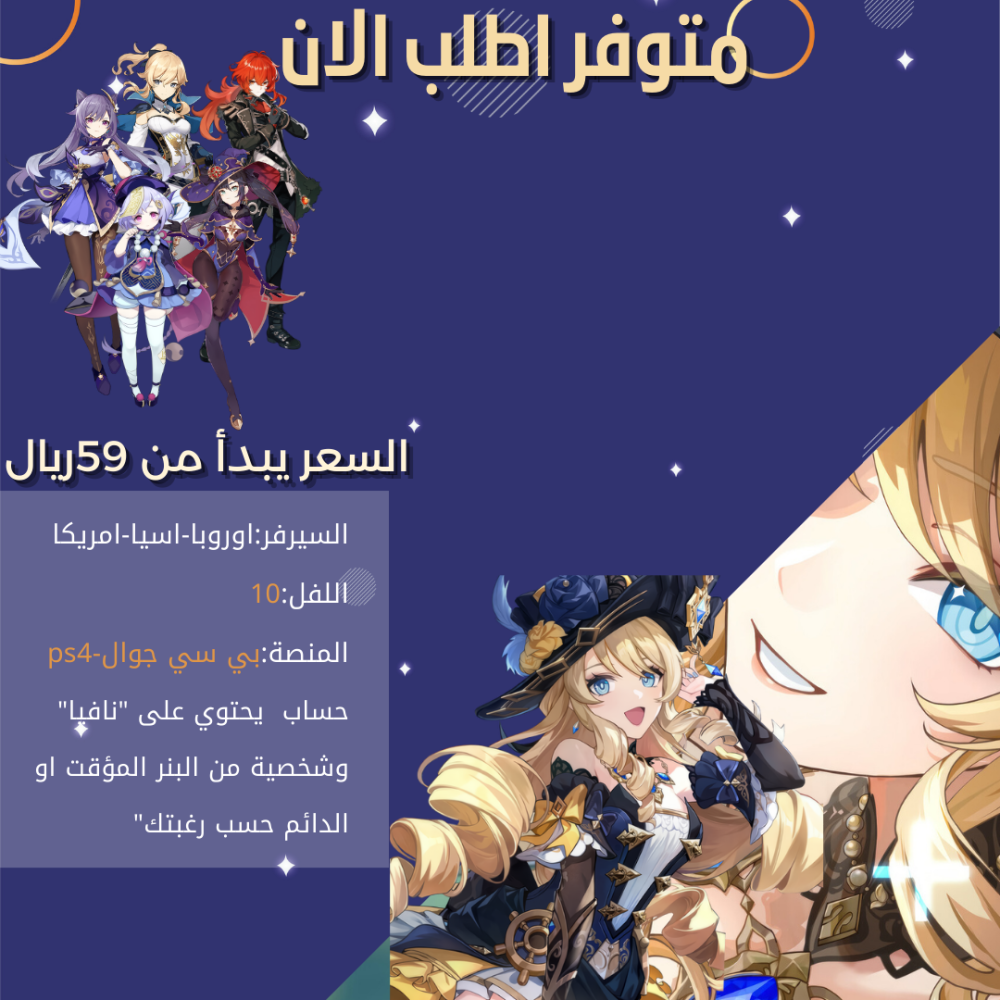 متوفر اطلب الان
السعر يبدأ من 59ريال
السيرفر:اوروبا-اسيا-امريكا
اللفل:10
المنصة:بي سي جوال-ps4
حساب يحتوي على "نافيا"
وشخصية من البنر المؤقت او
الدائم حسب رغبتك"